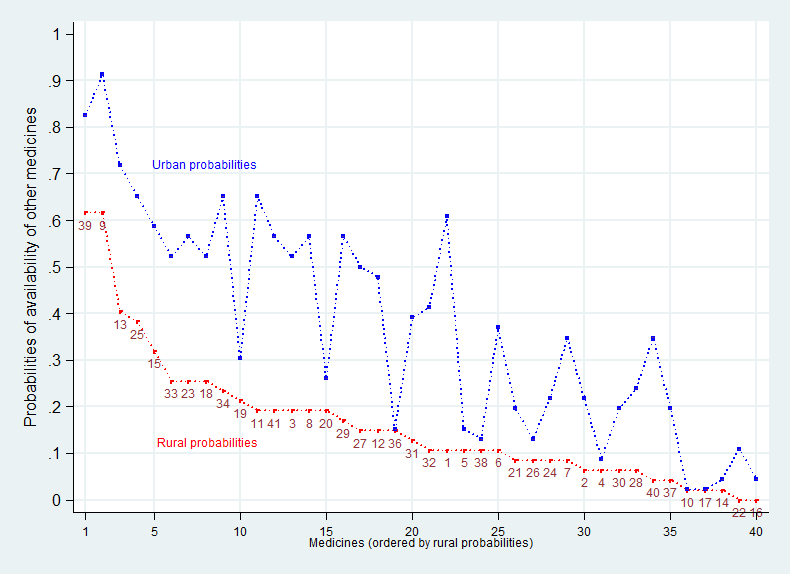 Probabilities of availability of other medicines
1
.9
.8
.7
.6
.5
.4
.3
.2
.1
0
Urban probabilities
Rural probabilities
39 9 13 25 15 33 23 18 34 19 11 41 3 8 20 29 27 12 36 31 32 1 5 38 6 21 26 24 7 2 4 30 28 40 37 10 17 14 22 16
1 5 10 15 20 25 30 35 40
Medicines (ordered by rural probabilities)